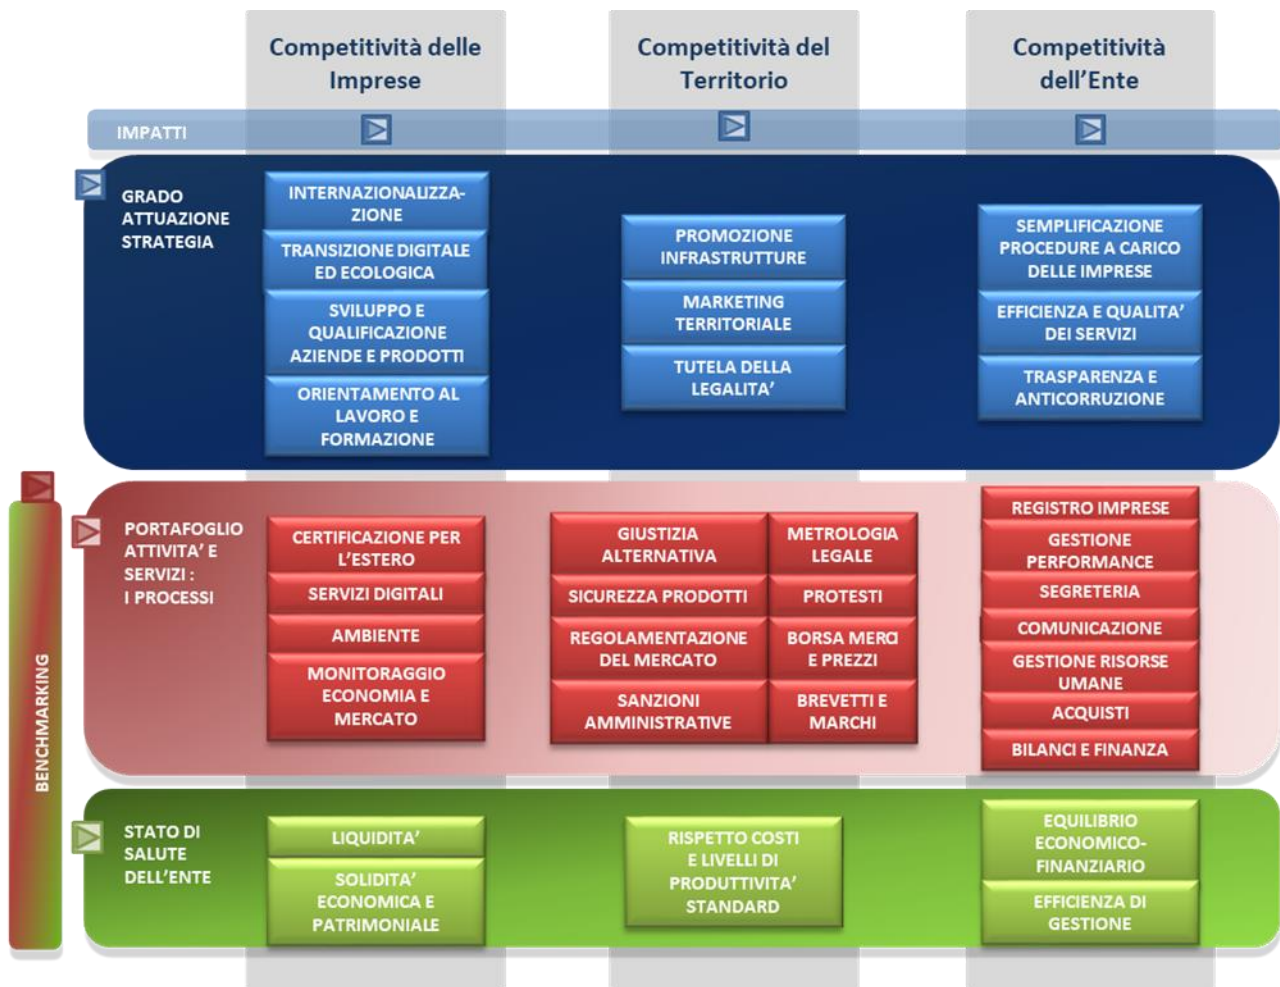 Competitività delle
Imprese
Competitività del
Territorio
Competitività
dell’Ente
IMPATTI
GRADO
ATTUAZIONE
STRATEGIA
INTERNAZIONALIZZA-
ZIONE
TRANSIZIONE DIGITALE
ED ECOLOGICA
SVILUPPO E
QUALIFICAZIONE
AZIENDE E PRODOTTI
ORIENTAMENTO AL
LAVORO E
FORMAZIONE
PROMOZIONE
INFRASTRUTTURE
MARKETING
TERRITORIALE
TUTELA DELLA
LEGALITA’
SEMPLIFICAZIONE
PROCEDURE A CARICO
DELLE IMPRESE
EFFICIENZA E QUALITA’
DEI SERVIZI
TRASPARENZA E
ANTICORRUZIONE
BENCHMARKING
PORTAFOGLIO
ATTIVITA’ E
SERVIZI :
I PROCESSI
CERTIFICAZIONE PER
L’ESTERO
SERVIZI DIGITALI
AMBIENTE
MONITORAGGIO
ECONOMIA E
MERCATO
GIUSTIZIA
ALTERNATIVA
SICUREZZA PRODOTTI
REGOLAMENTAZIONE
DEL MERCATO
SANZIONI
AMMINISTRATIVE
METROLOGIA
LEGALE
PROTESTI
BORSA MERCI
E PREZZI
BREVETTI E
MARCHI
REGISTRO IMPRESE
GESTIONE
PERFORMANCE
SEGRETERIA
COMUNICAZIONE
GESTIONE RISORSE
UMANE
ACQUISTI
BILANCI E FINANZA
STATO DI
SALUTE
DELL’ENTE
LIQUIDITA’
SOLIDITA’
ECONOMICA E
PATRIMONIALE
RISPETTO COSTI
E LIVELLI DI
PRODUTTIVITA’
STANDARD
EQUILIBRIO
ECONOMICO-
FINANZIARIO
EFFICIENZA DI
GESTIONE